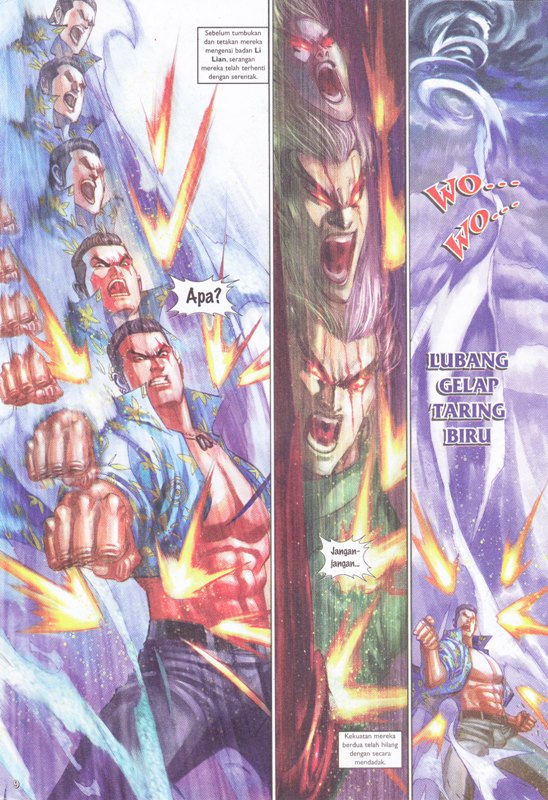 Sebelum tumbukan
dan tetakan mereka
mengenai badan Li
Lian, serangan
mereka telah terhenti
dengan serentak.
Apa?
Jangan-
jangan...
Kekuatan mereka
berdua telah hilang
dengan secara
mendadak.
WO...
WO...
LUBANG
GELAP
TARING
BIRU
9